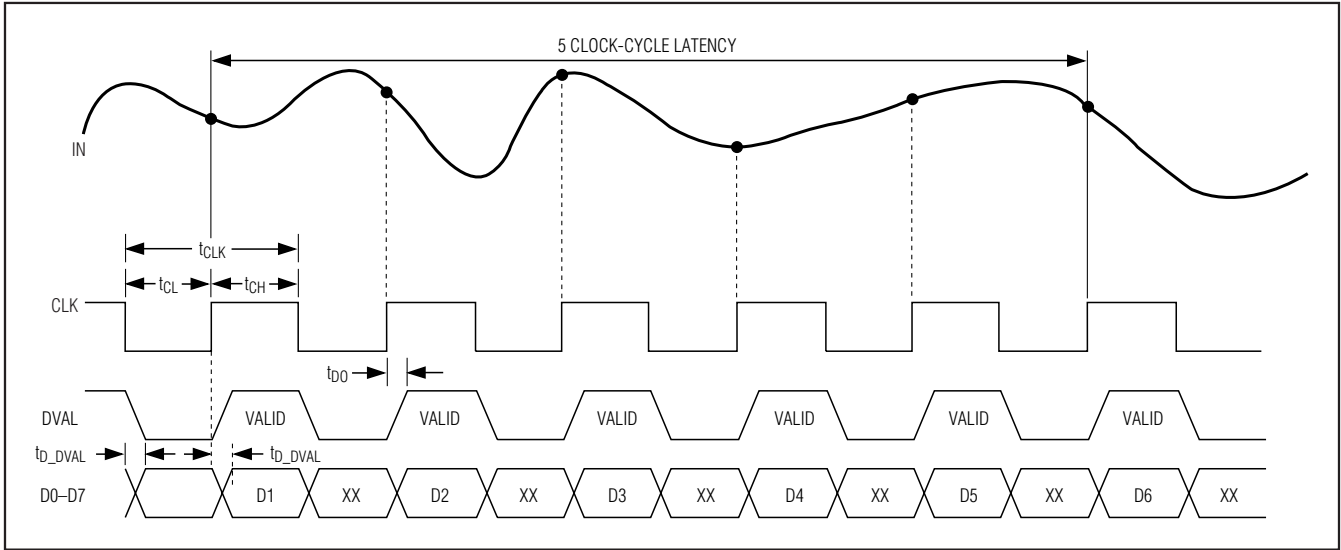 5 CLOCK-CYCLE LATENCY
IN
tCLK
tCL
tCH
CLK
tDO
DVAL
VALID
VALID
VALID
VALID
VALID
VALID
tD_DVAL
tD_DVAL
D0–D7
D1
XX
D2
XX
D3
XX
D4
XX
D5
XX
D6
XX